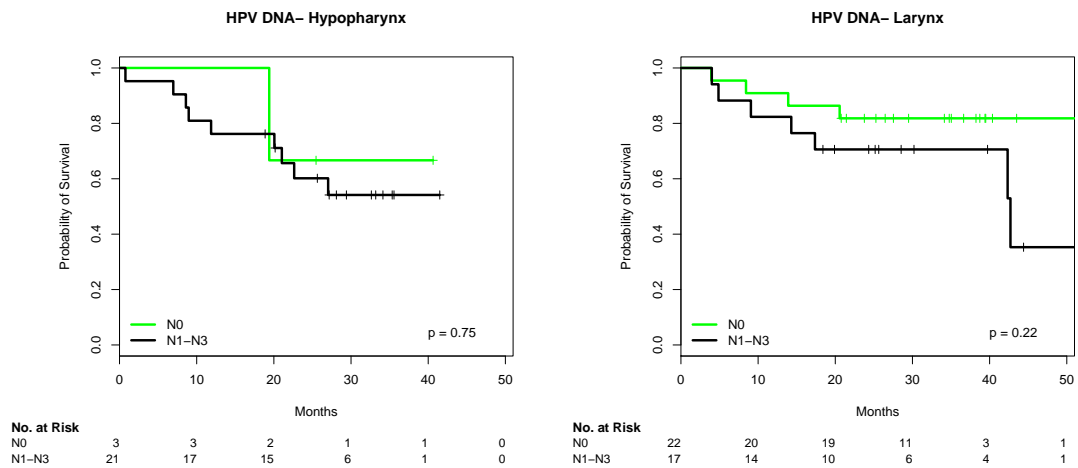 HPV DNA− Hypopharynx
1.0
0.8
0.6
0.4
0.2
0.0
Probability of Survival
N0
N1−N3
p = 0.75
0 10 20 30 40 50
Months
No. at Risk
N0 3 3 2 1 1 0
N1−N3 21 17 15 6 1 0
HPV DNA− Larynx
1.0
0.8
0.6
0.4
0.2
0.0
Probability of Survival
N0
N1−N3
p = 0.22
0 10 20 30 40 50
Months
No. at Risk
N0 22 20 19 11 3 1
N1−N3 17 14 10 6 4 1